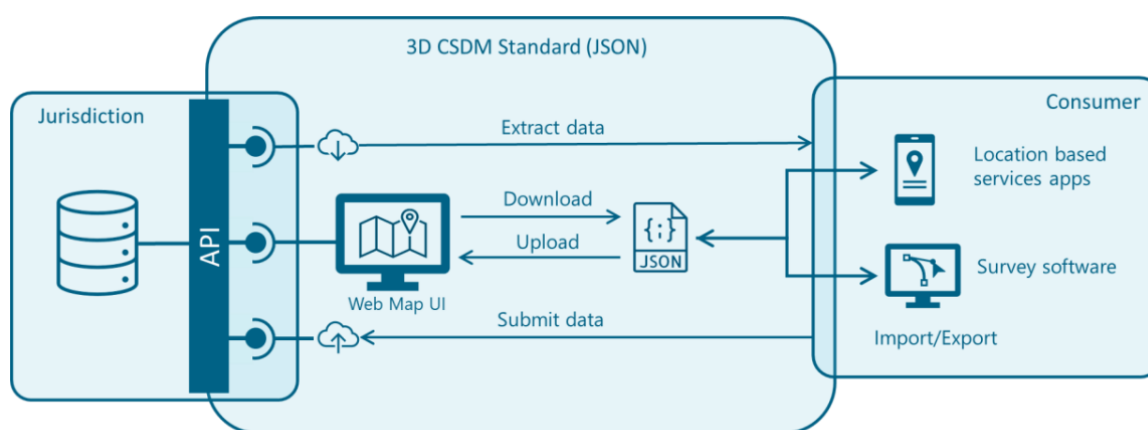 3D CSDM Standard (JSON)
Jurisdiction
Consumer
API
Extract data
Download
Upload
{;}
JSON
Web Map UI
Submit data
Location based
services apps
Survey software
Import/Export